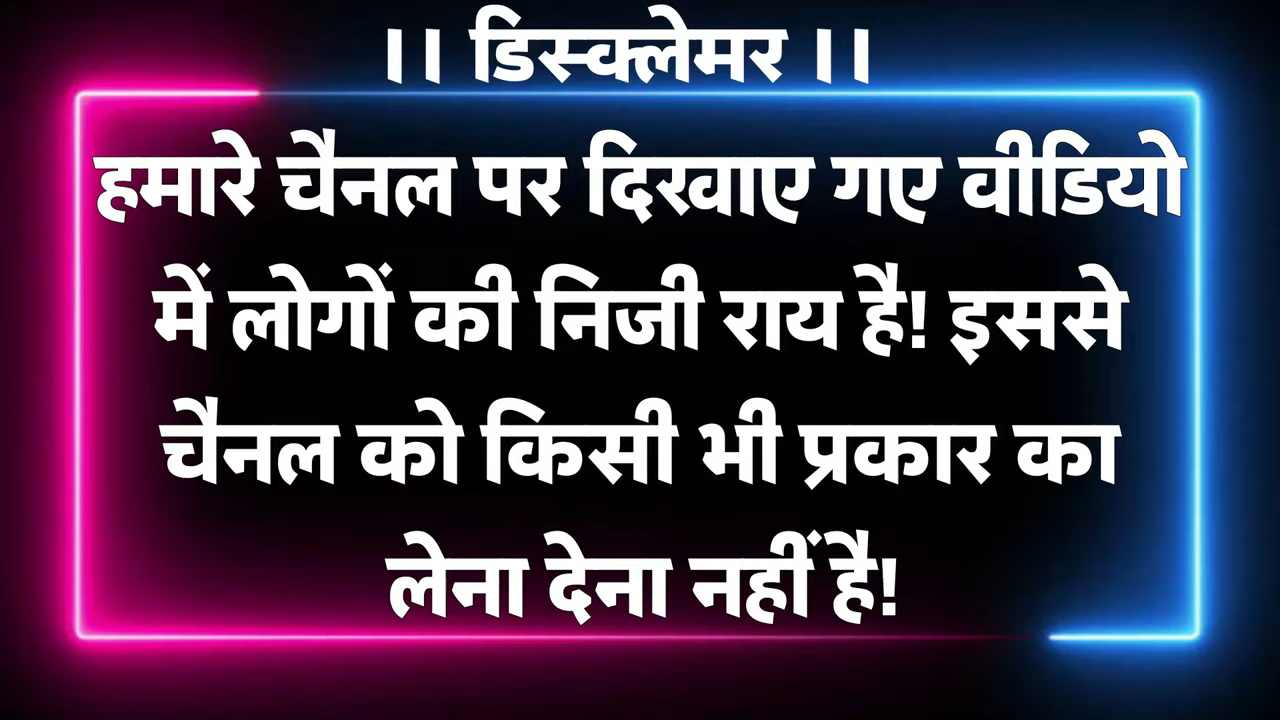 ।। डिस्क्लेमर ।।
हमारे चैनल पर दिखाए गए वीडियो
में लोगों की निजी राय है! इससे
चैनल को किसी भी प्रकार का
लेना देना नहीं है!